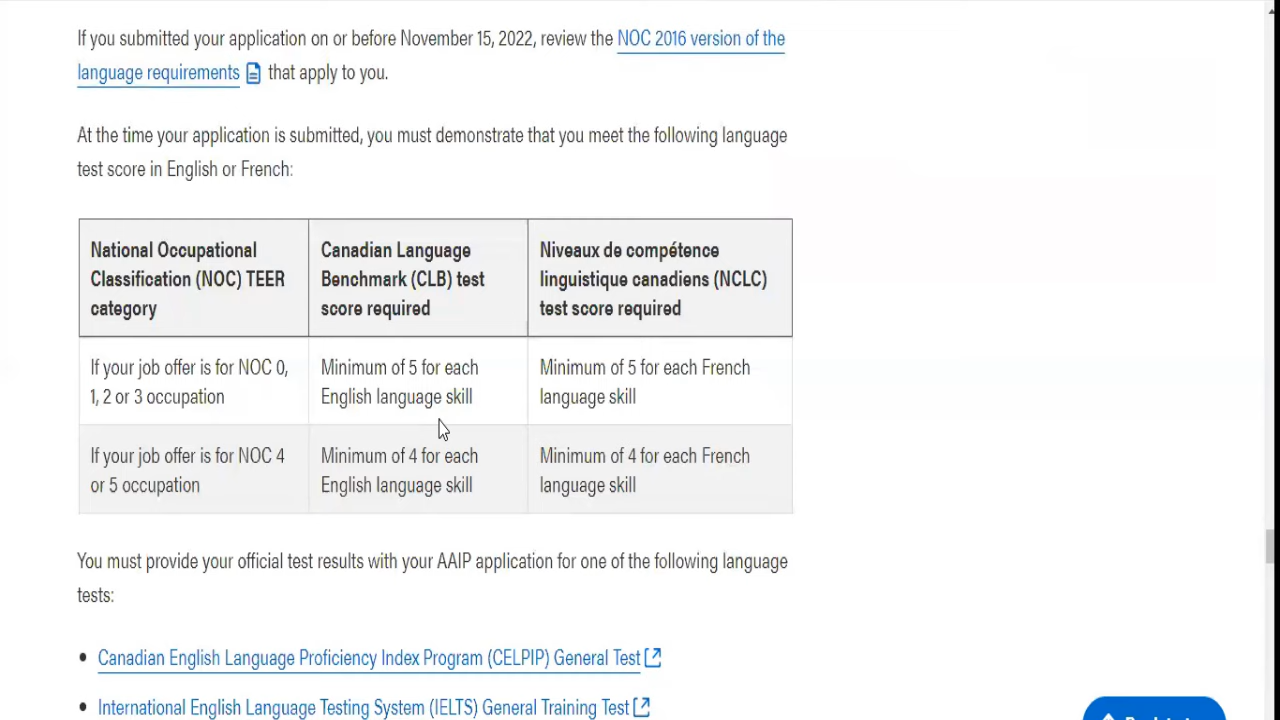 If you submitted your application on or before November 15, 2022, review the NOC 2016 version of the
language requirements that apply to you.
At the time your application is submitted, you must demonstrate that you meet the following language
test score in English or French:
National Occupational
Classification (NOC) TEER
category
Canadian Language
Benchmark (CLB) test
score required
Niveaux de compétence
linguistique canadiens (NCLC)
test score required
If your job offer is for NOC 0,
1, 2 or 3 occupation
Minimum of 5 for each
English language skill
Minimum of 5 for each French
language skill
If your job offer is for NOC 4
or 5 occupation
Minimum of 4 for each
English language skill
Minimum of 4 for each French
language skill
You must provide your official test results with your AAIP application for one of the following language
tests:
• Canadian English Language Proficiency Index Program (CELPIP) General Test
• International English Language Testing System (IELTS) General Training Test